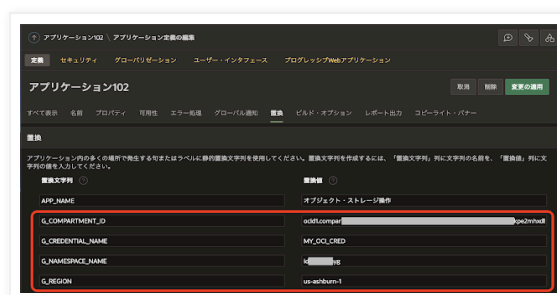 アプリケーション102 \ アプリケーション定義の編集
定義 セキュリティ グローバリゼーション ユーザー・インタフェース プログレッシブWebアプリケーション
アプリケーション102 取消 削除 変更の適用
すべて表示 名前 プロパティ 可用性 エラー処理 グローバル通知 置換 ビルド・オプション レポート出力 コピーライト・バナー
置換
アプリケーション内の多くの場所で発生する句またはラベルに静的置換文字列を使用してください。置換文字列を作成するには、「置換文字列」列に文字列の名前を、「置換値」列に文
字列の値を入力してください。
置換文字列 置換値
APP_NAME オブジェクト・ストレージ操作
G_COMPARTMENT_ID ocid1.compar
G_CREDENTIAL_NAME MY_OCI_CRED
G_NAMESPACE_NAME id
G_REGION us-ashburn-1